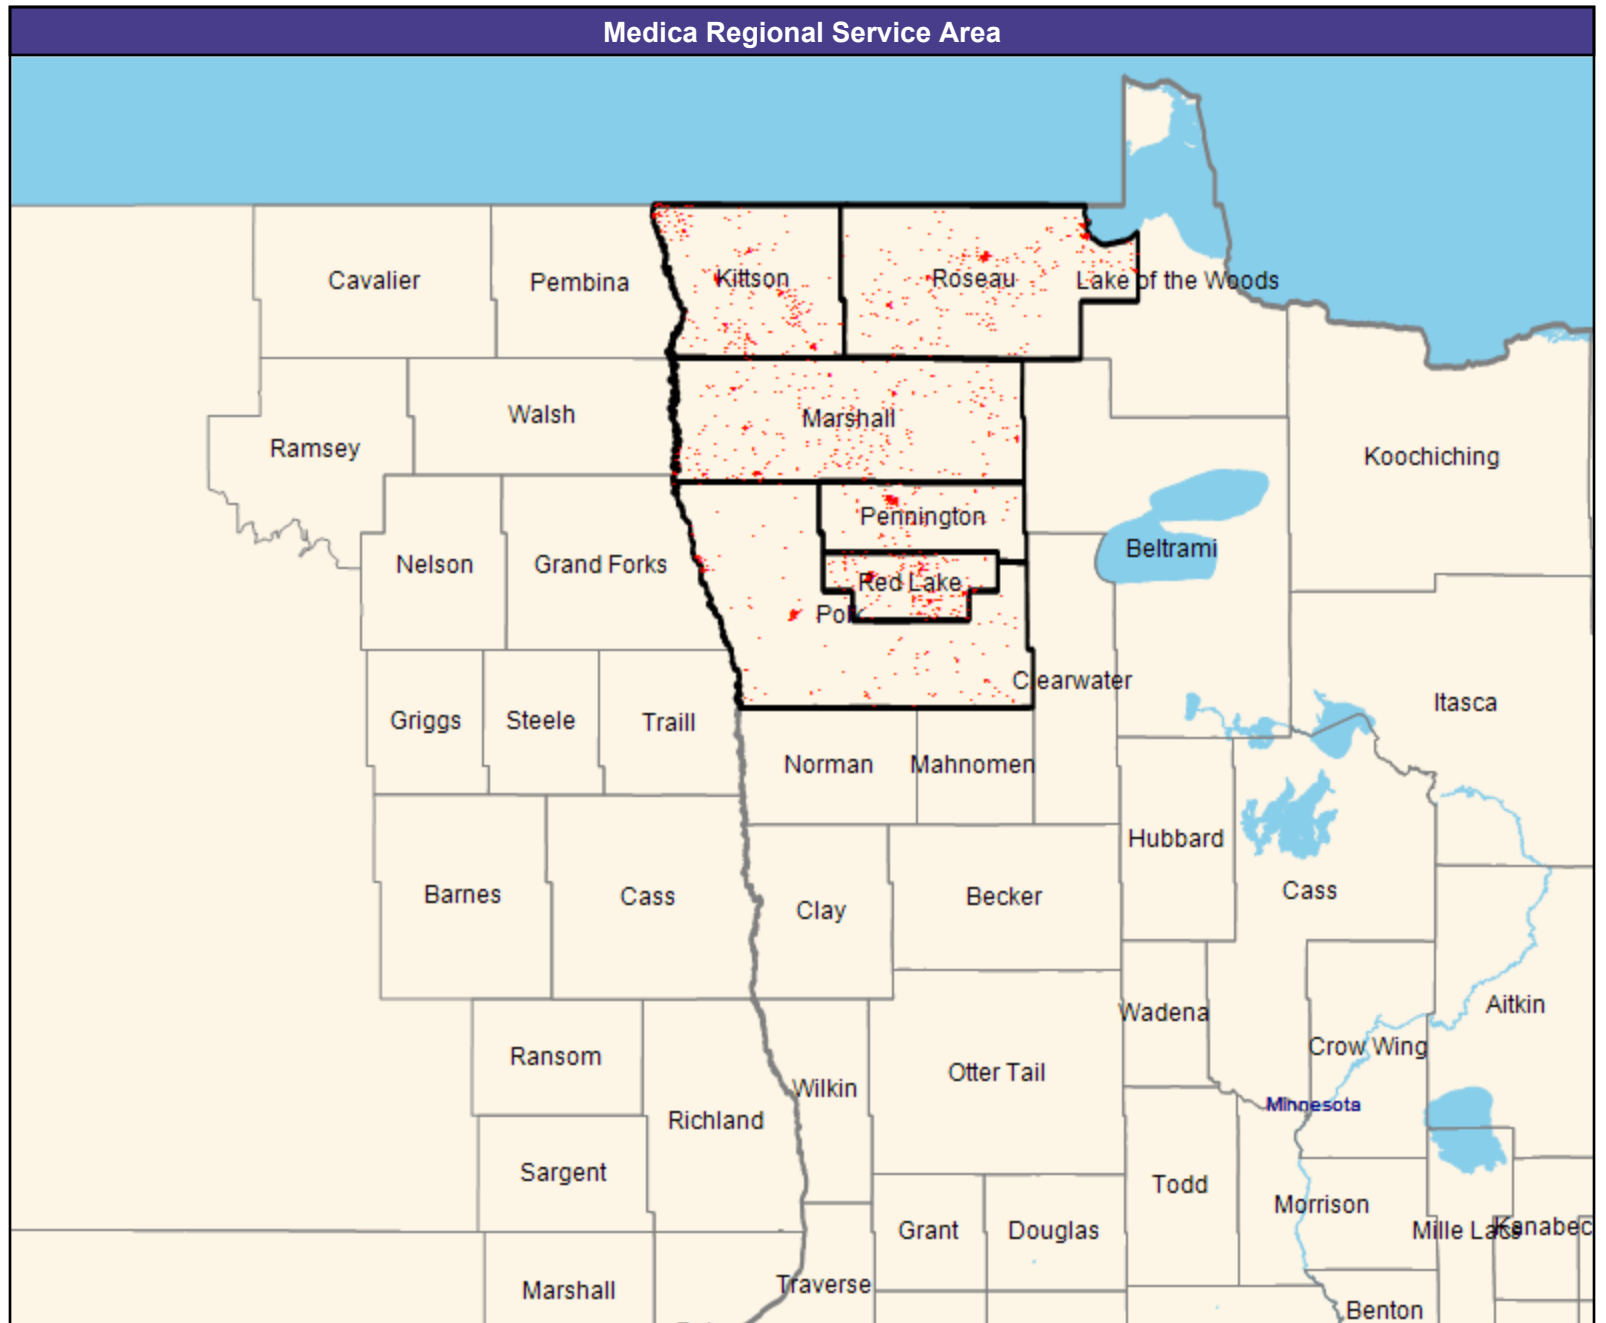 Medica Regional Service Area
Cavalier
Pembina
Kittson
Roseau
Lake of the Woods
Walsh
Marshall
Ramsey
Koochiching
Pennington
Nelson
Grand Forks
Beltrami
Red Lake
Polk
Clearwater
Itasca
Griggs
Steele
Traill
Norman
Mahnomen
Hubbard
Barnes
Cass
Clay
Becker
Cass
Wadena
Aitkin
Ransom
Crow Wing
Otter Tail
Wilkin
Minnesota
Richland
Sargent
Todd
Morrison
Grant
Douglas
Mille Lacs
Kanabec
Marshall
Traverse
Benton